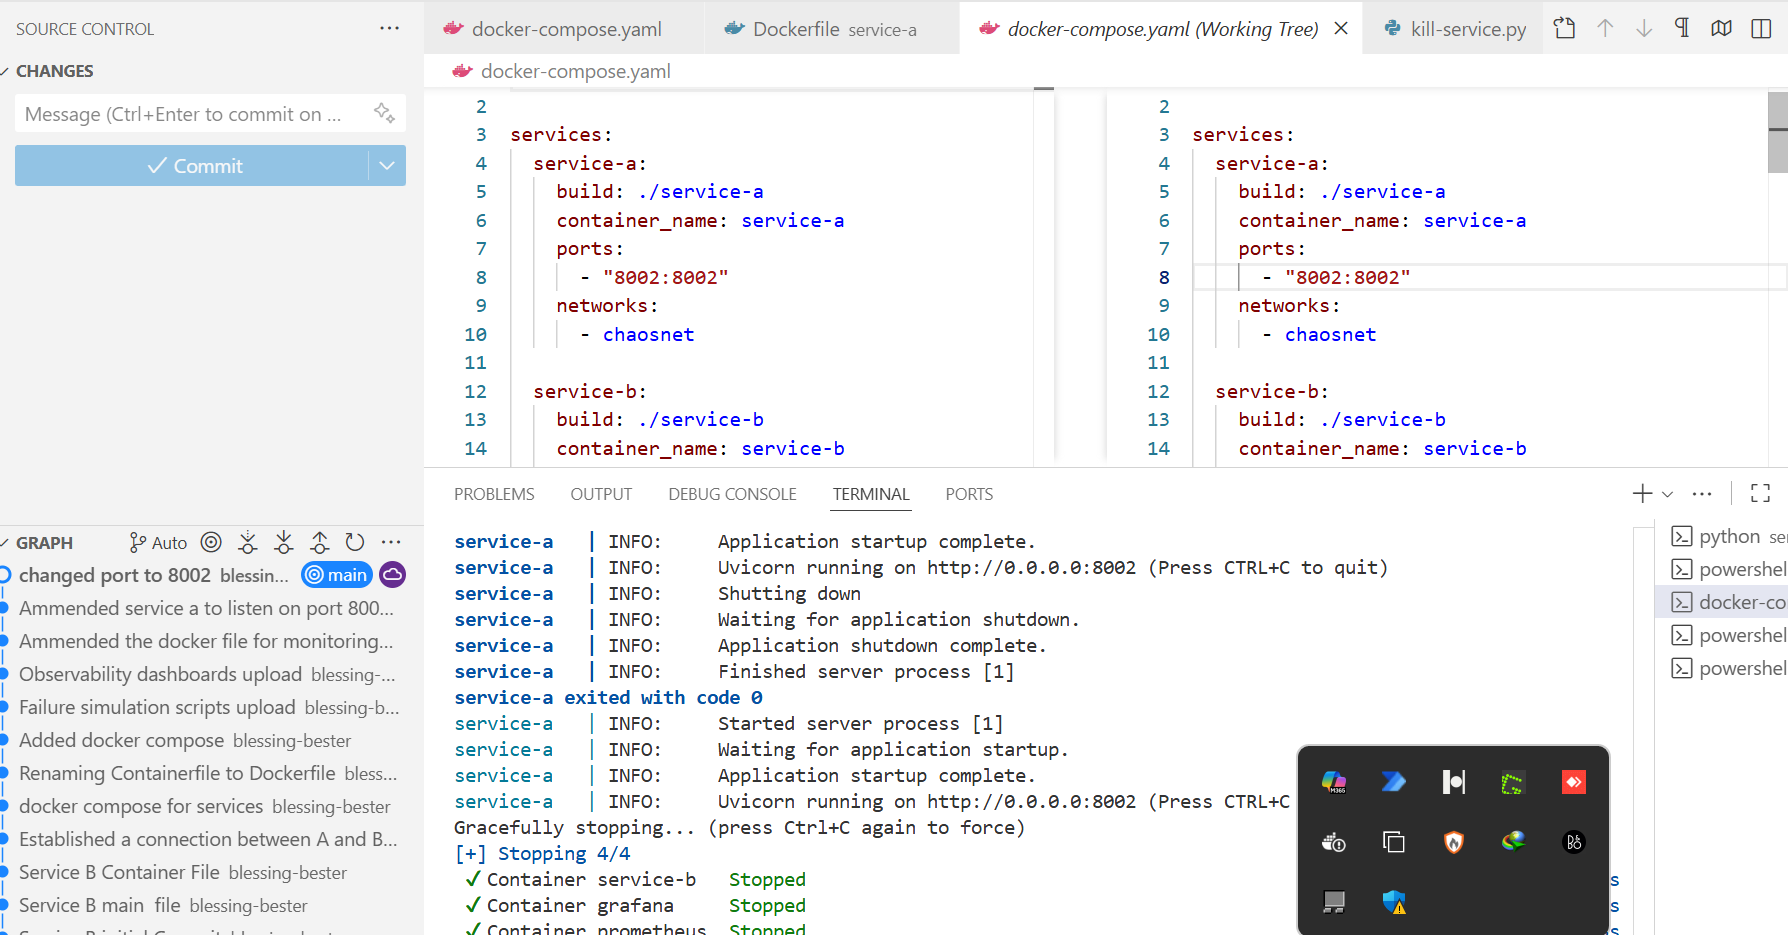 SOURCE CONTROL
CHANGES
Message (Ctrl+Enter to commit on ...
Commit
GRAPH
Auto
changed port to 8002 blessin... main
Ammended service a to listen on port 800...
Ammended the docker file for monitoring...
Observability dashboards upload blessing-...
Failure simulation scripts upload blessing-b...
Added docker compose blessing-bester
Renaming Containerfile to Dockerfile bless...
docker compose for services blessing-bester
Established a connection between A and B...
Service B Container File blessing-bester
Service B main file blessing-bester
docker-compose.yaml
Dockerfile service-a
docker-compose.yaml (Working Tree)
kill-service.py
docker-compose.yaml
2
3 services:
4 service-a:
5 build: ./service-a
6 container_name: service-a
7 ports:
8 - "8002:8002"
9 networks:
10 - chaosnet
11
12 service-b:
13 build: ./service-b
14 container_name: service-b
2
3 services:
4 service-a:
5 build: ./service-a
6 container_name: service-a
7 ports:
8 - "8002:8002"
9 networks:
10 - chaosnet
11
12 service-b:
13 build: ./service-b
14 container_name: service-b
PROBLEMS OUTPUT DEBUG CONSOLE TERMINAL PORTS
service-a | INFO: Application startup complete.
service-a | INFO: Uvicorn running on http://0.0.0.0:8002 (Press CTRL+C to quit)
service-a | INFO: Shutting down
service-a | INFO: Waiting for application shutdown.
service-a | INFO: Application shutdown complete.
service-a | INFO: Finished server process [1]
service-a exited with code 0
service-a | INFO: Started server process [1]
service-a | INFO: Waiting for application startup.
service-a | INFO: Application startup complete.
service-a | INFO: Uvicorn running on http://0.0.0.0:8002 (Press CTRL+C
Gracefully stopping... (press Ctrl+C again to force)
[+] Stopping 4/4
✓ Container service-b Stopped
✓ Container grafana Stopped
✓ Container prometheus Stopped
python ser
powershell
docker-co
powershell
powershell
M365